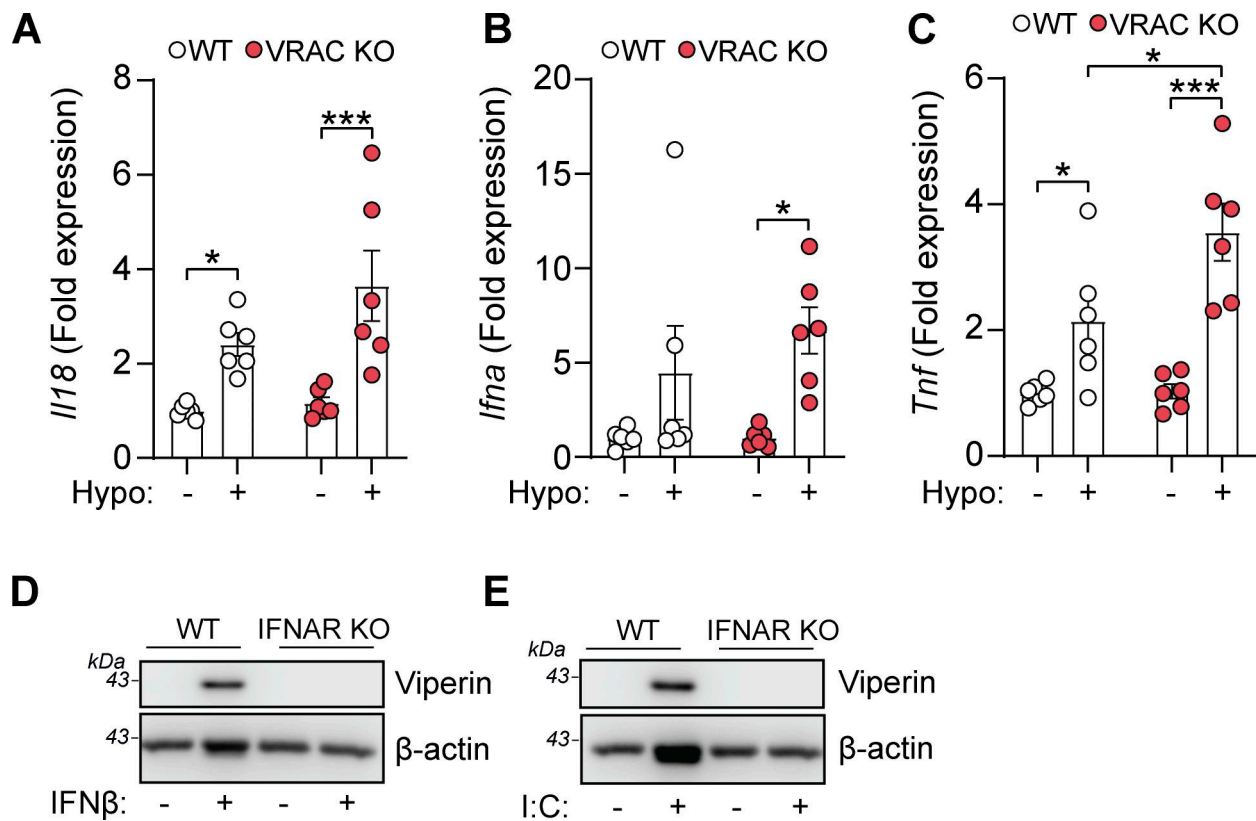 A
WT VRAC KO
Il18 (Fold expression)
8
6
4
2
0
* ***
Hypo: - + - +
B
WT VRAC KO
Ifna (Fold expression)
20
15
10
5
0
*
Hypo: - + - +
C
WT VRAC KO
Tnf (Fold expression)
6
4
2
0
*
* ***
Hypo: - + - +
D
WT IFNAR KO
kDa
43 Viperin
43 β-actin
IFNβ: - + - +
E
WT IFNAR KO
kDa
43 Viperin
43 β-actin
I:C: - + - +